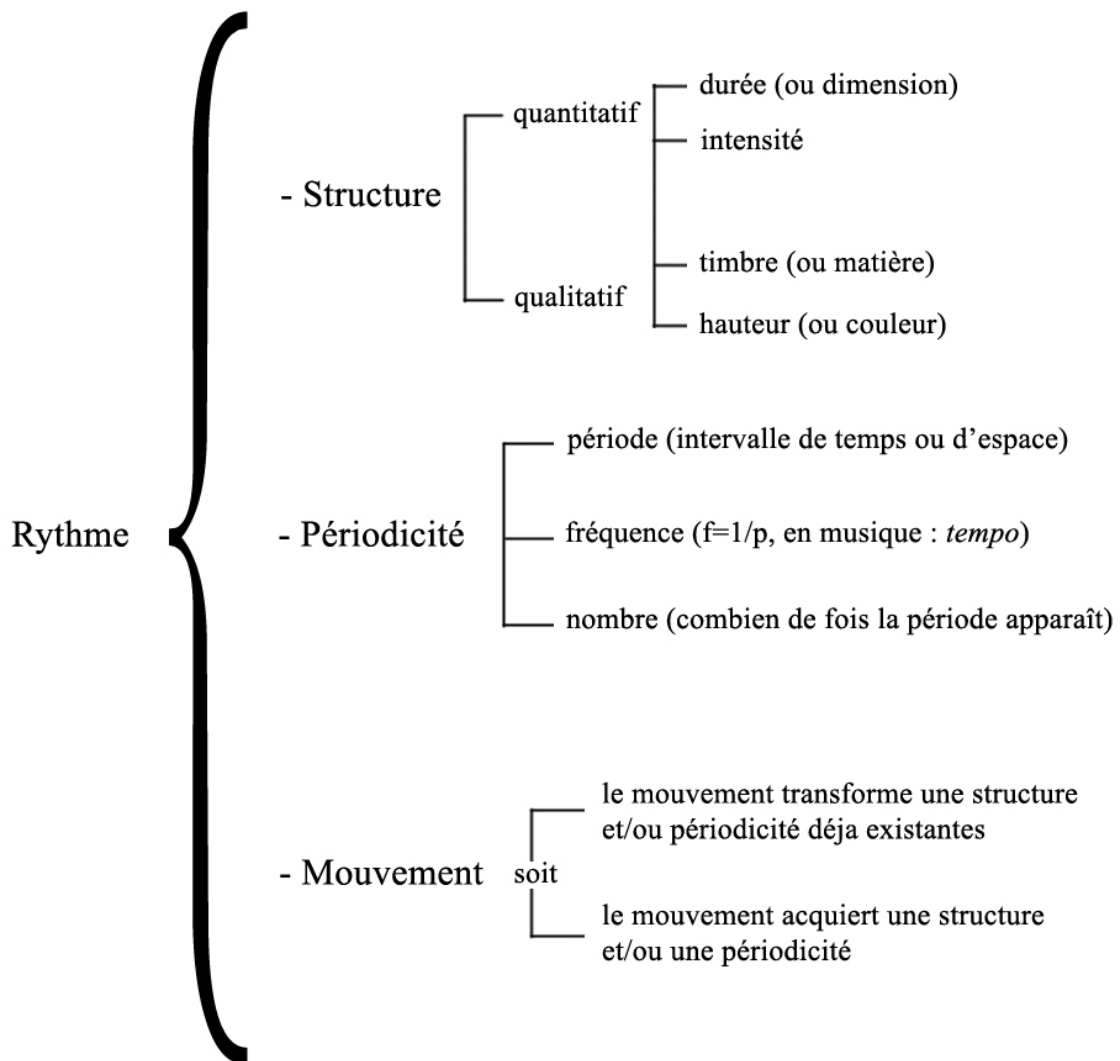 Rythme
- Structure
quantitatif
durée (ou dimension)
intensité
qualitatif
timbre (ou matière)
hauteur (ou couleur)
- Périodicité
période (intervalle de temps ou d’espace)
fréquence (f=1/p, en musique : tempo)
nombre (combien de fois la période apparaît)
- Mouvement
soit
le mouvement transforme une structure
et/ou périodicité déja existantes
le mouvement acquiert une structure
et/ou une périodicité